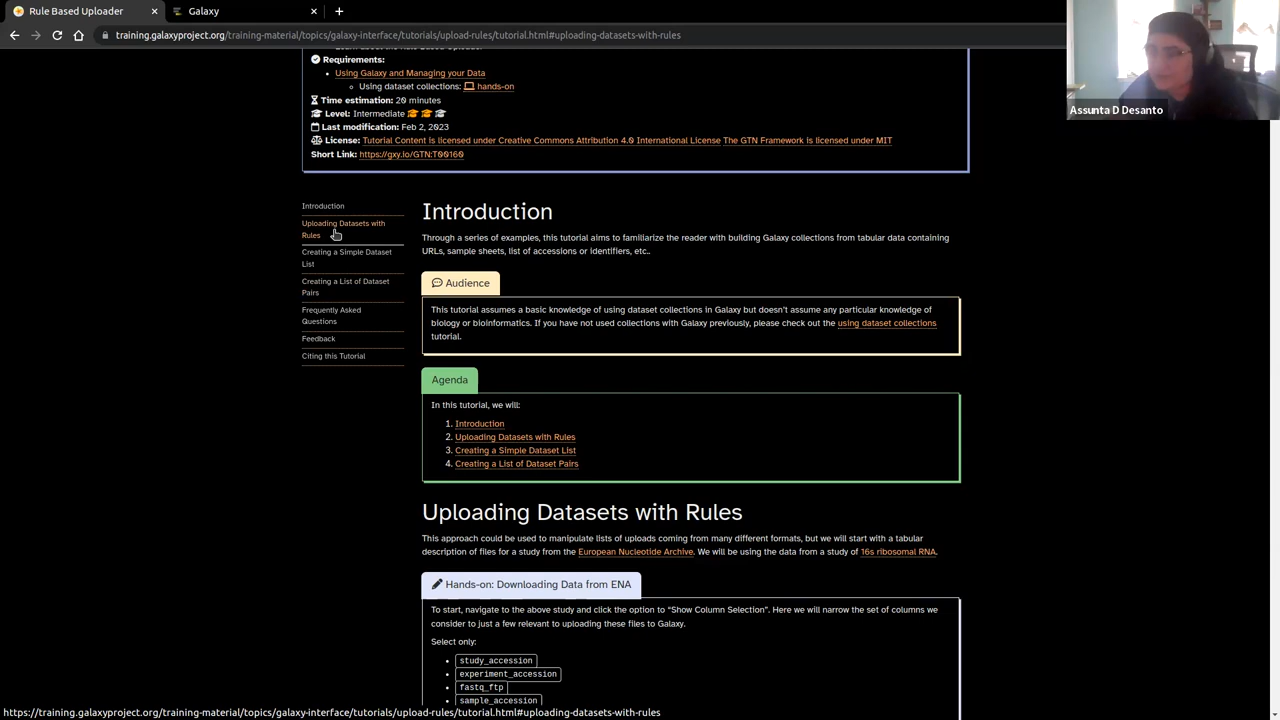 Rule Based Uploader
Galaxy
training.galaxyproject.org/training-material/topics/galaxy-interface/tutorials/upload-rules/tutorial.html#uploading-datasets-with-rules
Assunta D Desanto
Requirements:
Using Galaxy and Managing your Data
Using dataset collections: hands-on
Time estimation: 20 minutes
Level: Intermediate
Last modification: Feb 2, 2023
License: Tutorial Content is licensed under Creative Commons Attribution 4.0 International License The GTN Framework is licensed under MIT
Short Link: https://gxy.io/GTN:T00160
Introduction
Uploading Datasets with
Rules
Creating a Simple Dataset
List
Creating a List of Dataset
Pairs
Frequently Asked
Questions
Feedback
Citing this Tutorial
Introduction
Through a series of examples, this tutorial aims to familiarize the reader with building Galaxy collections from tabular data containing
URLs, sample sheets, list of accessions or identifiers, etc..
Audience
This tutorial assumes a basic knowledge of using dataset collections in Galaxy but doesn't assume any particular knowledge of
biology or bioinformatics. If you have not used collections with Galaxy previously, please check out the using dataset collections
tutorial.
Agenda
In this tutorial, we will:
1. Introduction
2. Uploading Datasets with Rules
3. Creating a Simple Dataset List
4. Creating a List of Dataset Pairs
Uploading Datasets with Rules
This approach could be used to manipulate lists of uploads coming from many different formats, but we will start with a tabular
description of files for a study from the European Nucleotide Archive. We will be using the data from a study of 16s ribosomal RNA.
Hands-on: Downloading Data from ENA
To start, navigate to the above study and click the option to "Show Column Selection". Here we will narrow the set of columns we
consider to just a few relevant to uploading these files to Galaxy.
Select only:
study_accession
experiment_accession
fastq_ftp
sample_accession
https://training.galaxyproject.org/training-material/topics/galaxy-interface/tutorials/upload-rules/tutorial.html#uploading-datasets-with-rules